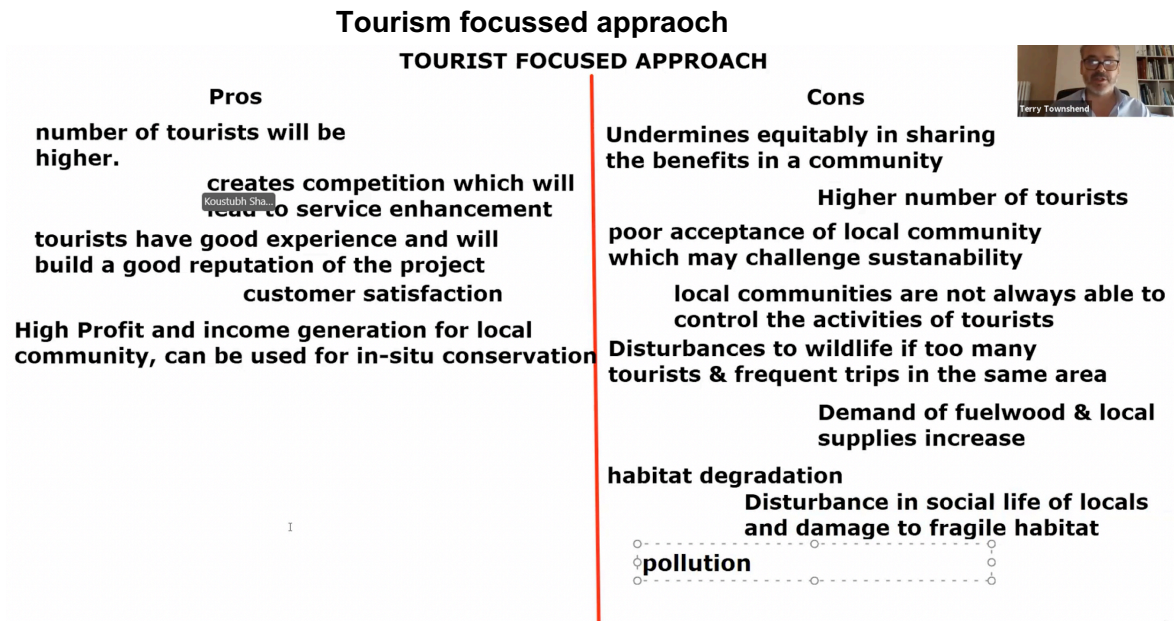 Tourism focussed appraoch
TOURIST FOCUSED APPROACH
Terry Townshend
Pros
number of tourists will be
higher.
creates competition which will
Koustubh Sha...
lead to service enhancement
tourists have good experience and will
build a good reputation of the project
customer satisfaction
High Profit and income generation for local
community, can be used for in-situ conservation
Cons
Undermines equitably in sharing
the benefits in a community
Higher number of tourists
poor acceptance of local community
which may challenge sustanability
local communities are not always able to
control the activities of tourists
Disturbances to wildlife if too many
tourists & frequent trips in the same area
Demand of fuelwood & local
supplies increase
habitat degradation
Disturbance in social life of locals
and damage to fragile habitat
pollution